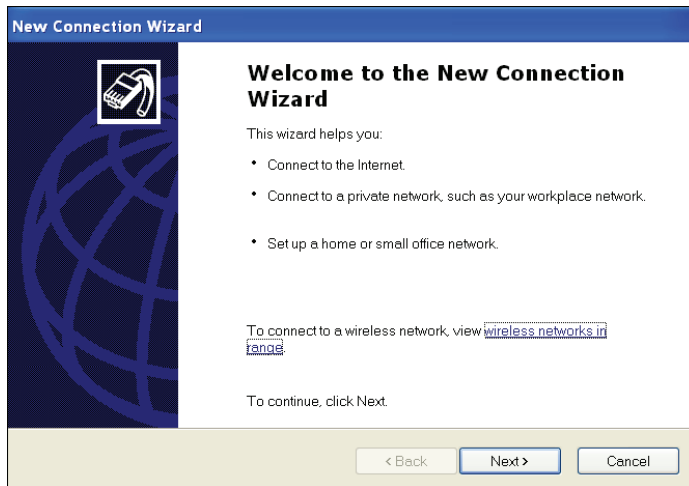 New Connection Wizard
Welcome to the New Connection
Wizard
This wizard helps you:
• Connect to the Internet.
• Connect to a private network, such as your workplace network.
• Set up a home or small office network.
To connect to a wireless network, view wireless networks in
range.
To continue, click Next.
< Back Next > Cancel